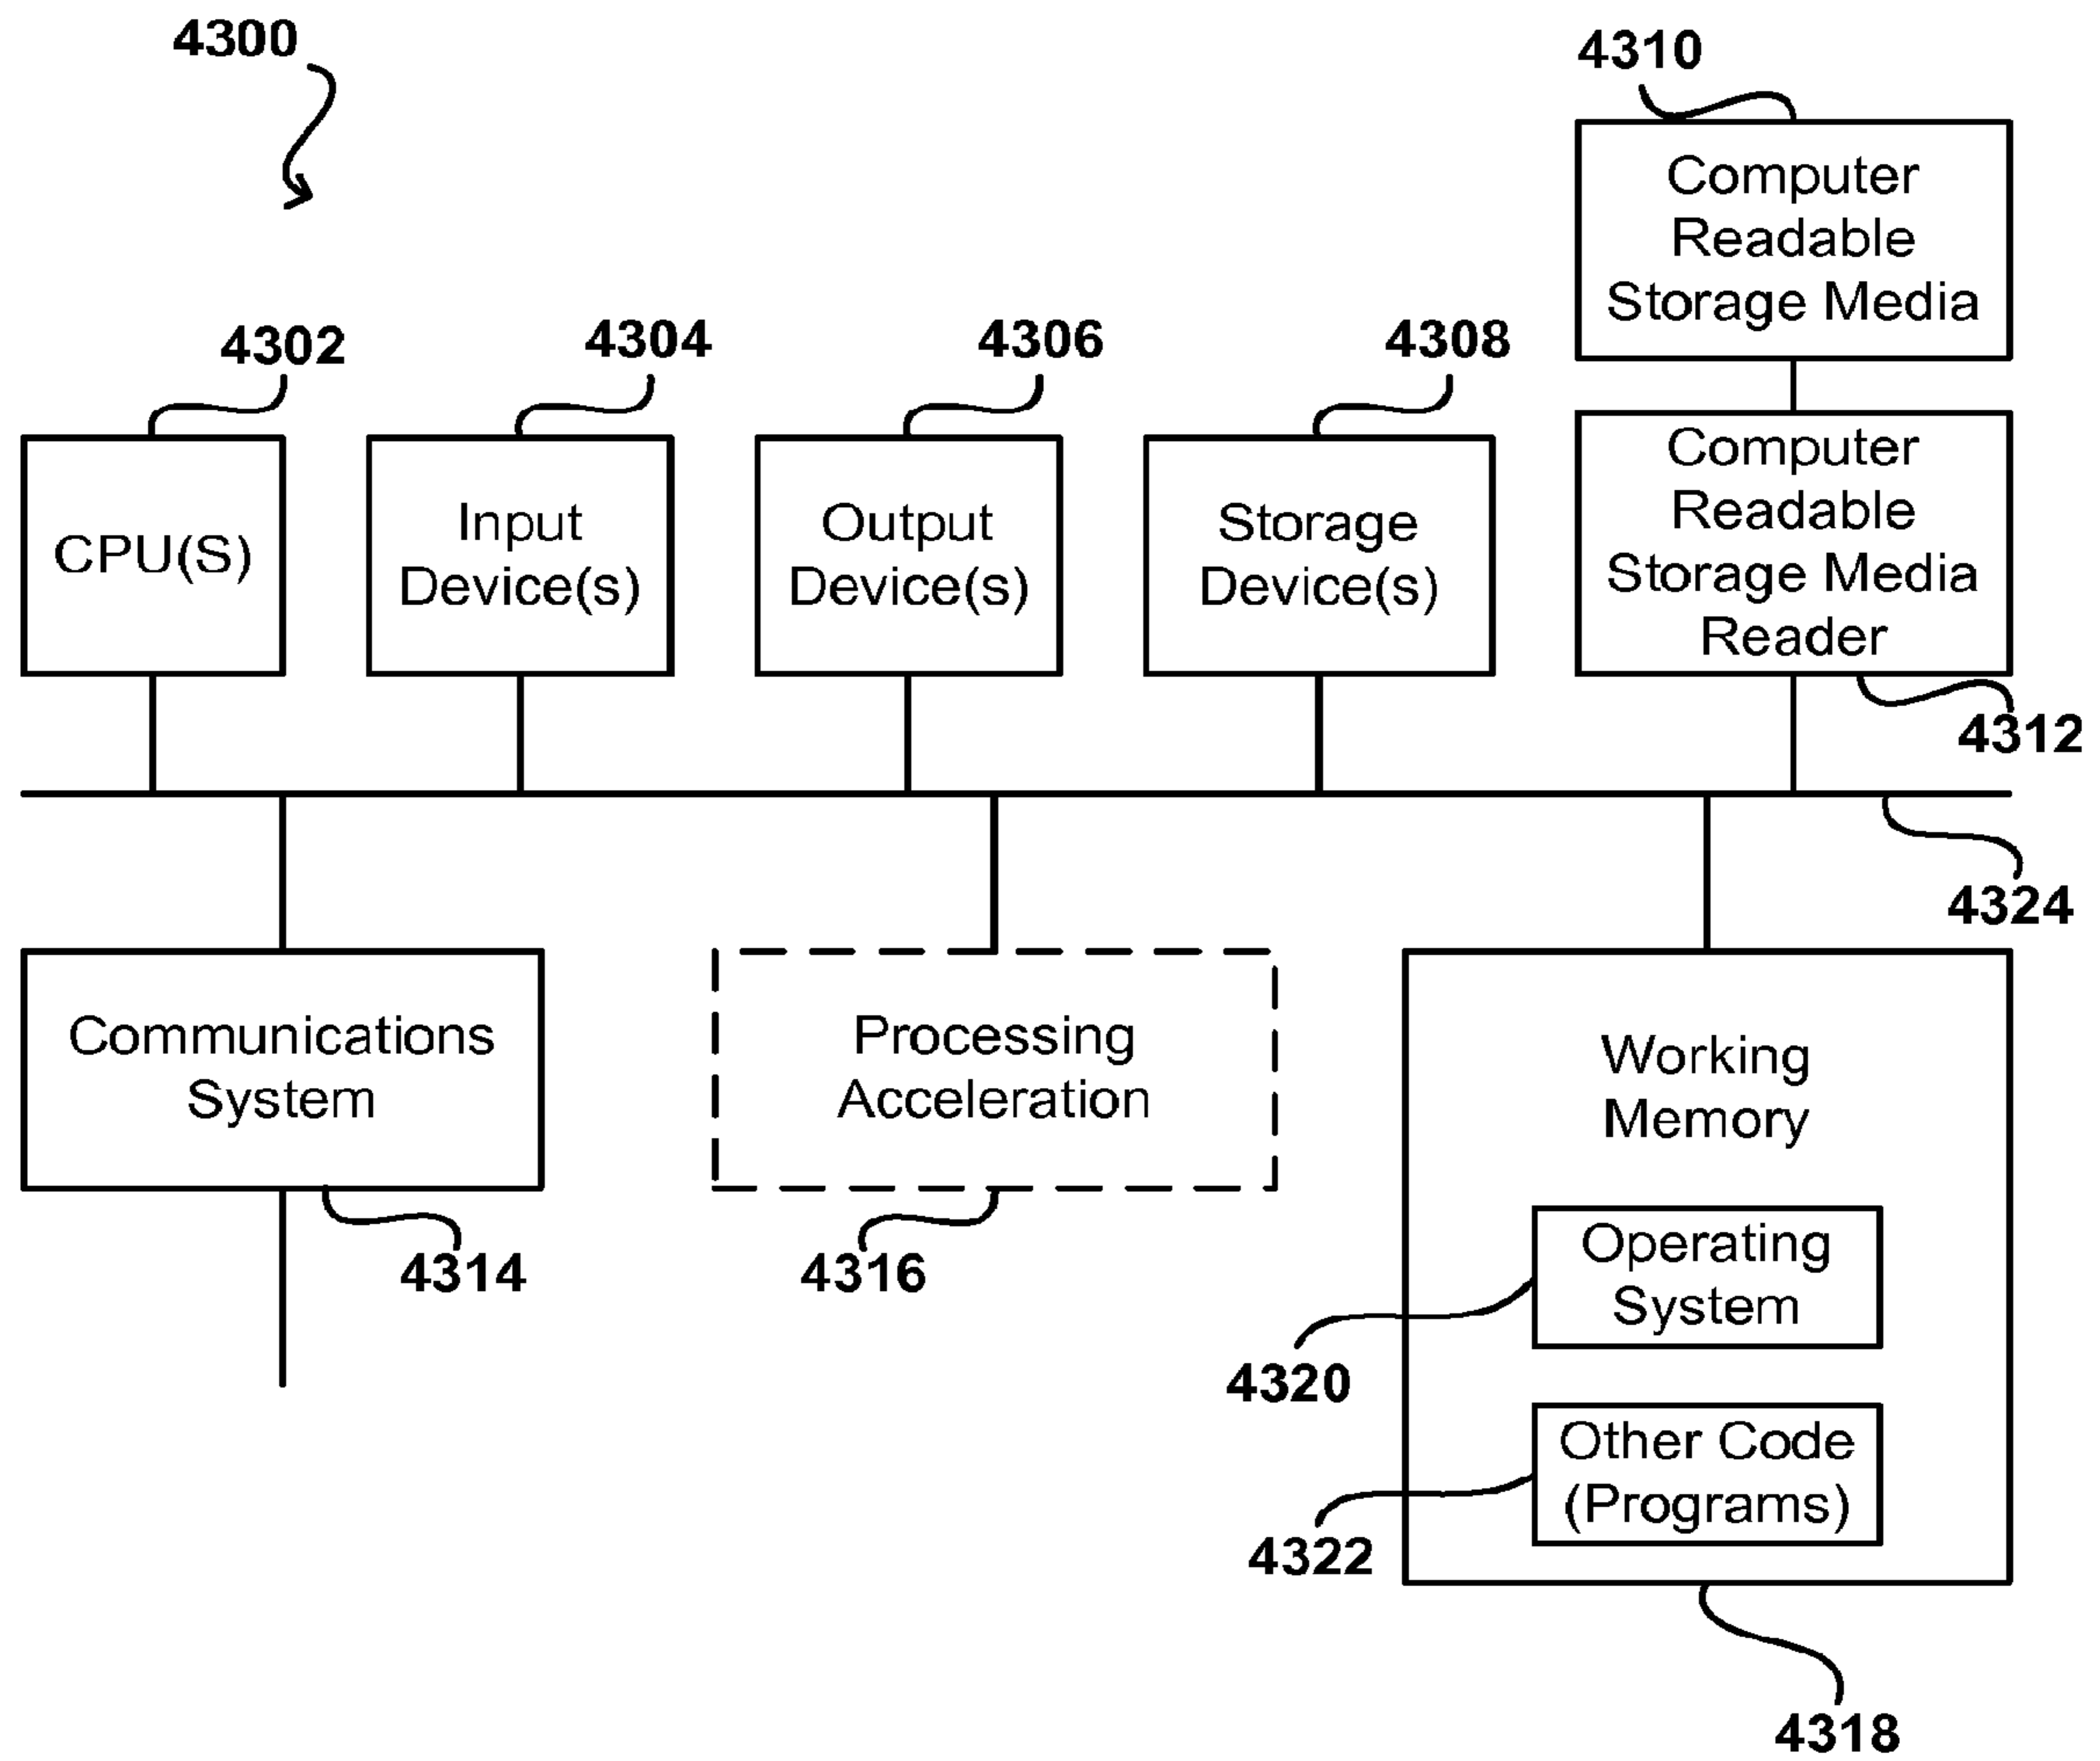 4300
4310
Computer
Readable
Storage Media
4302
4304
4306
4308
CPU(S)
Input
Device(s)
Output
Device(s)
Storage
Device(s)
Computer
Readable
Storage Media
Reader
4312
4324
Communications
System
Processing
Acceleration
Working
Memory
4314
4316
Operating
System
4320
Other Code
(Programs)
4322
4318